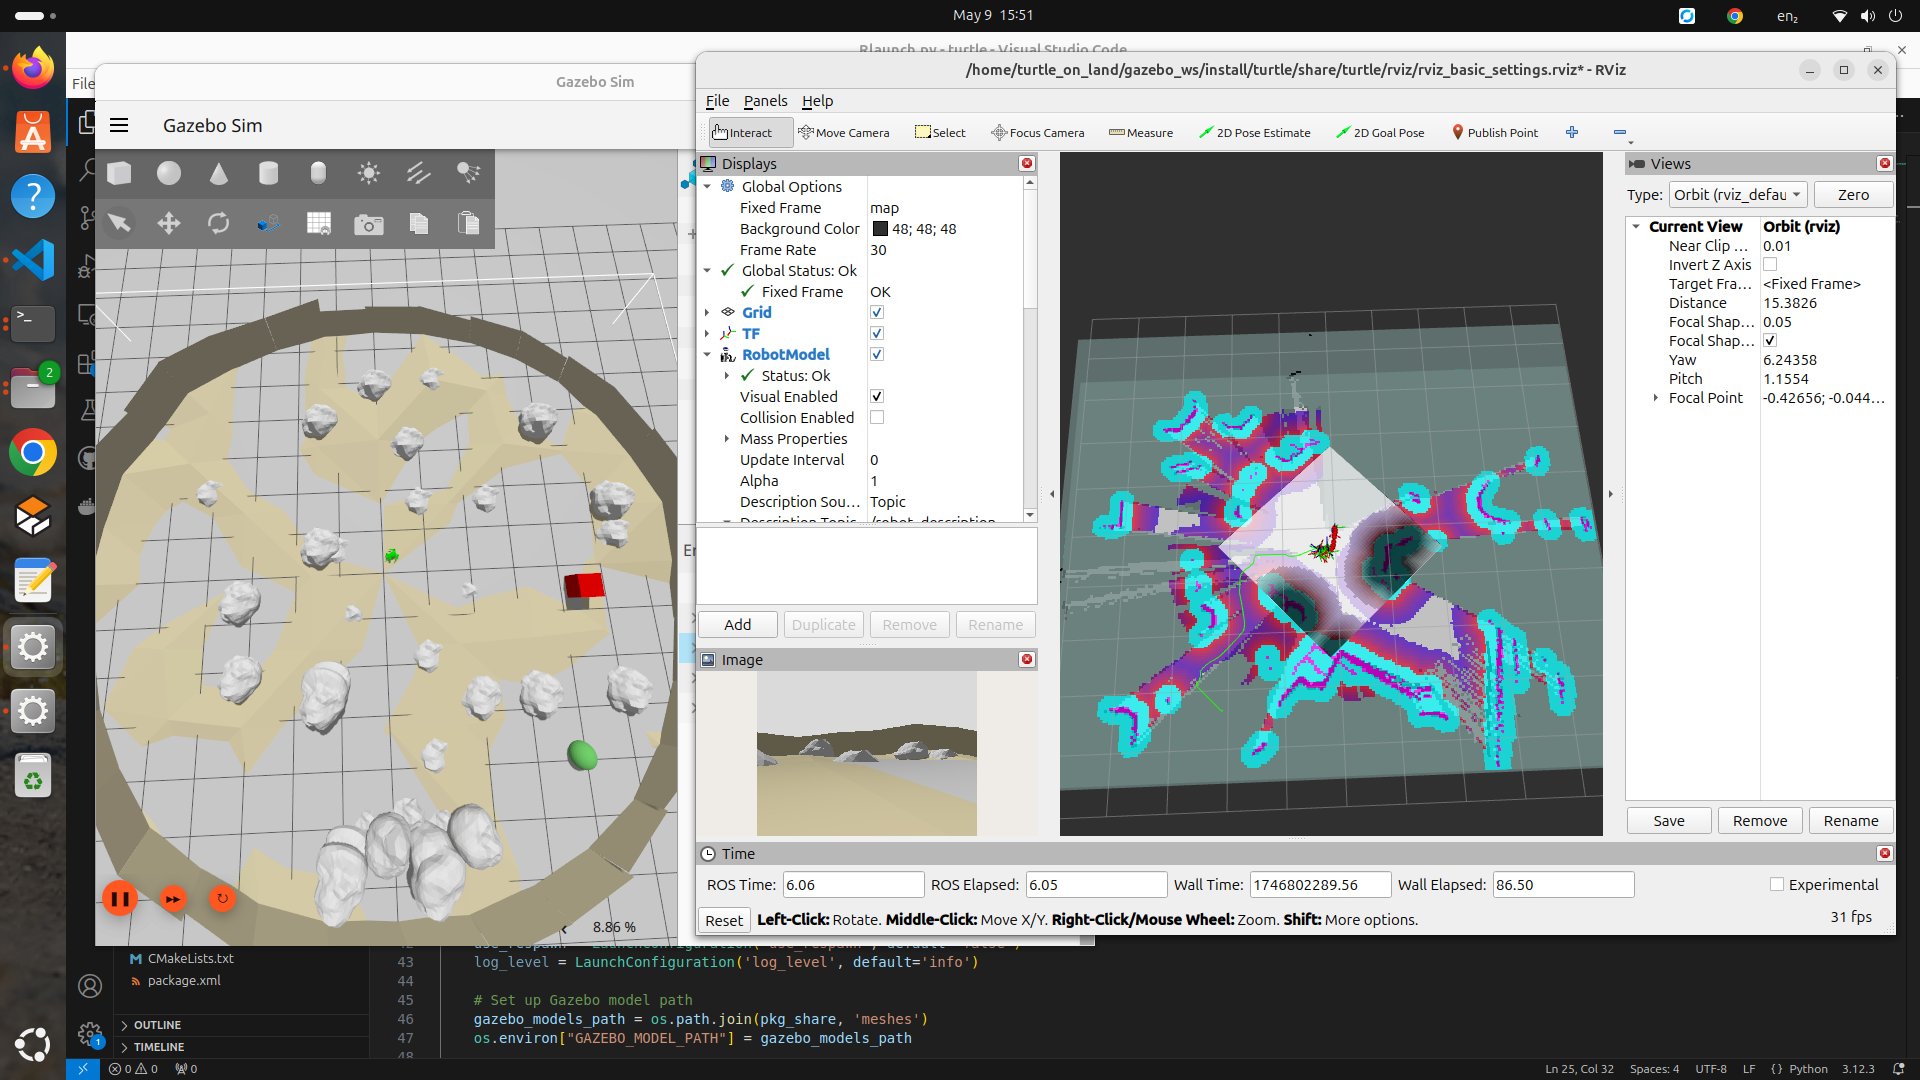 May 9 15:51
en₂
Rlaunch.py - turtle - Visual Studio Code
File
2
1
Gazebo Sim
Gazebo Sim
8.86 %
/home/turtle_on_land/gazebo_ws/install/turtle/share/turtle/rviz/rviz_basic_settings.rviz* - RViz
File Panels Help
Interact Move Camera Select Focus Camera Measure 2D Pose Estimate 2D Goal Pose Publish Point
Displays
Global Options
Fixed Frame map
Background Color 48; 48; 48
Frame Rate 30
Global Status: Ok
Fixed Frame OK
Grid
TF
RobotModel
Status: Ok
Visual Enabled
Collision Enabled
Mass Properties
Update Interval 0
Alpha 1
Description Sou... Topic
Description Topic /robot_description
Add Duplicate Remove Rename
Image
Views
Type: Orbit (rviz_defau Zero
Current View Orbit (rviz)
Near Clip ... 0.01
Invert Z Axis
Target Fra... <Fixed Frame>
Distance 15.3826
Focal Shap... 0.05
Focal Shap...
Yaw 6.24358
Pitch 1.1554
Focal Point -0.42656; -0.044...
Save Remove Rename
Time
ROS Time: 6.06 ROS Elapsed: 6.05 Wall Time: 1746802289.56 Wall Elapsed: 86.50 Experimental
Reset Left-Click: Rotate. Middle-Click: Move X/Y. Right-Click/Mouse Wheel: Zoom. Shift: More options. 31 fps
CMakeLists.txt
package.xml
OUTLINE
TIMELINE
43 log_level = LaunchConfiguration('log_level', default='info')
44
45 # Set up Gazebo model path
46 gazebo_models_path = os.path.join(pkg_share, 'meshes')
47 os.environ["GAZEBO_MODEL_PATH"] = gazebo_models_path
48
0 0 0 Ln 25, Col 32 Spaces: 4 UTF-8 LF {} Python 3.12.3